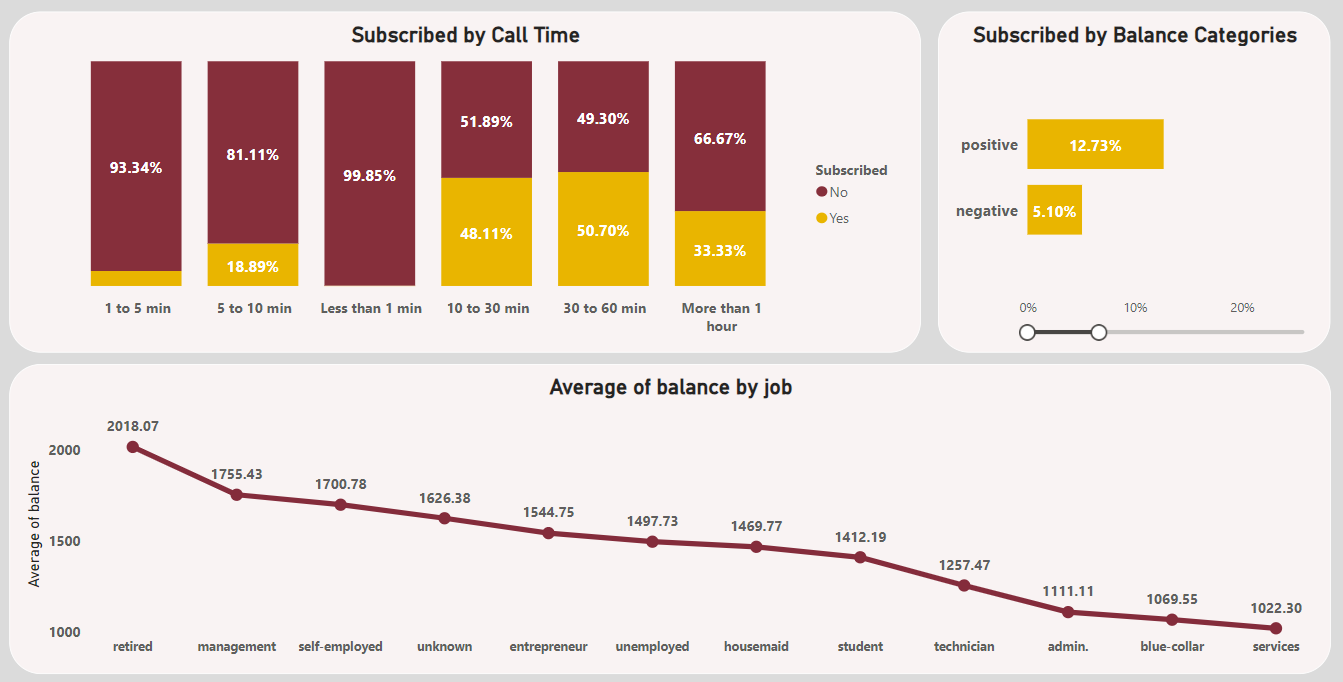 Subscribed by Call Time
93.34%
81.11%
99.85%
51.89%
48.11%
49.30%
50.70%
66.67%
33.33%
18.89%
1 to 5 min
5 to 10 min
Less than 1 min
10 to 30 min
30 to 60 min
More than 1
hour
Subscribed
No
Yes
Subscribed by Balance Categories
positive
12.73%
negative
5.10%
0%
10%
20%
Average of balance by job
Average of balance
2000
1500
1000
2018.07
1755.43
1700.78
1626.38
1544.75
1497.73
1469.77
1412.19
1257.47
1111.11
1069.55
1022.30
retired
management
self-employed
unknown
entrepreneur
unemployed
housemaid
student
technician
admin.
blue-collar
services